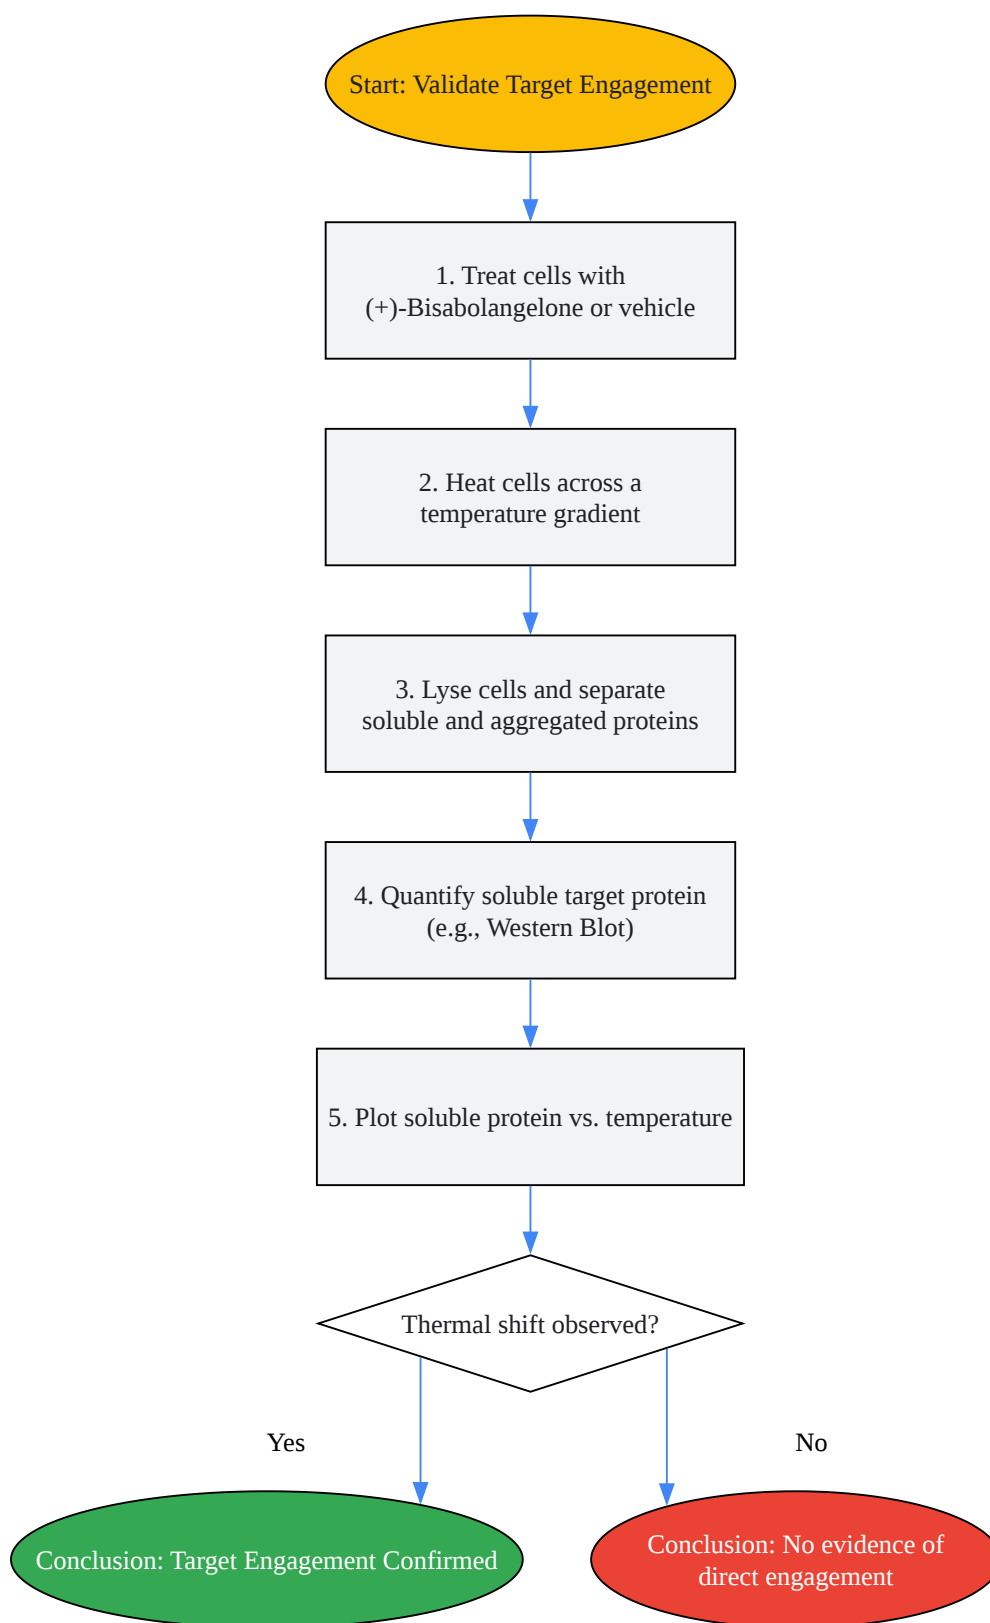 Start: Validate Target Engagement
1. Treat cells with
(+)-Bisabolangelone or vehicle
2. Heat cells across a
temperature gradient
3. Lyse cells and separate
soluble and aggregated proteins
4. Quantify soluble target protein
(e.g., Western Blot)
5. Plot soluble protein vs. temperature
Thermal shift observed?
Yes
No
Conclusion: Target Engagement Confirmed
Conclusion: No evidence of
direct engagement